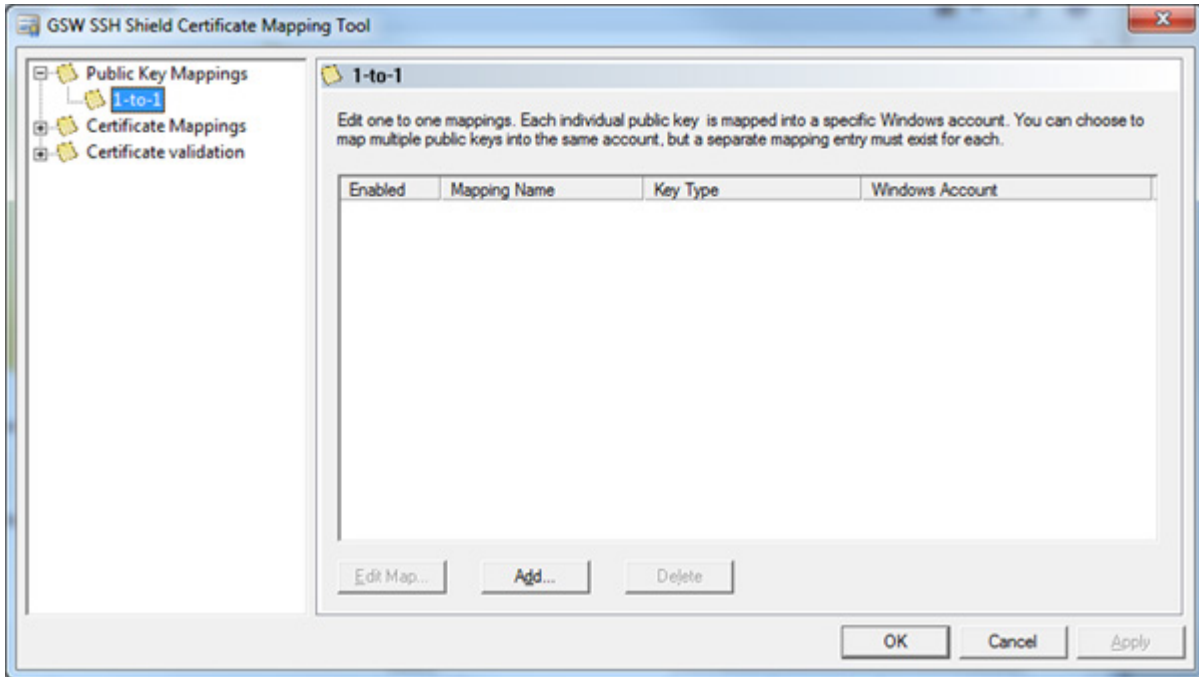 GSW SSH Shield Certificate Mapping Tool
Public Key Mappings
1-to-1
Certificate Mappings
Certificate validation
1-to-1
Edit one to one mappings. Each individual public key is mapped into a specific Windows account. You can choose to
map multiple public keys into the same account, but a separate mapping entry must exist for each.
Enabled Mapping Name Key Type Windows Account
Edit Map... Add... Delete
OK Cancel Apply